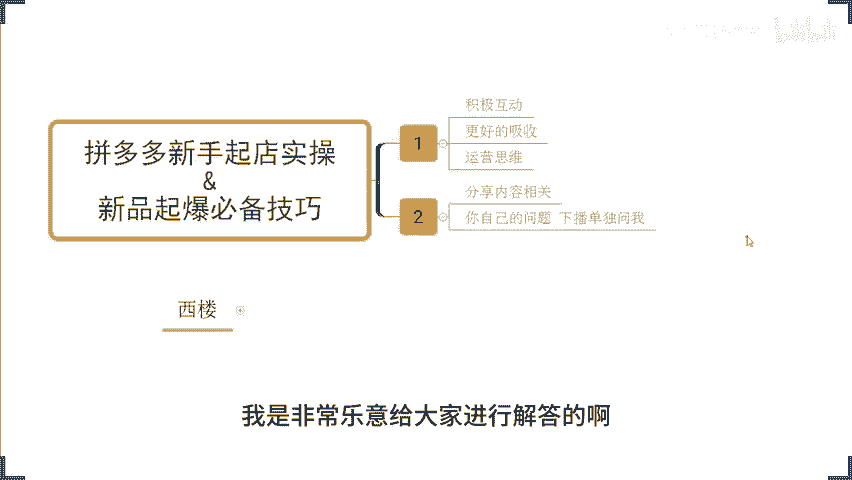 拼多多新手起店实操
&
新品起爆必备技巧
1
积极互动
更好的吸收
运营思维
2
分享内容相关
你自己的问题 下播单独问我
西楼
我是非常乐意给大家进行解答的啊